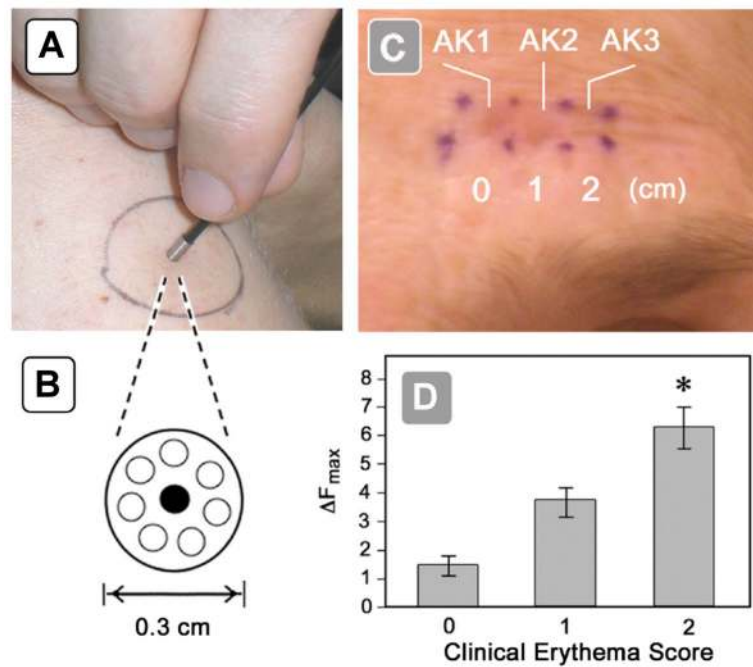 A
C
AK1 AK2 AK3
0 1 2 (cm)
B
0.3 cm
D
ΔFmax
8
7
6
5
4
3
2
1
0
*
0 1 2
Clinical Erythema Score